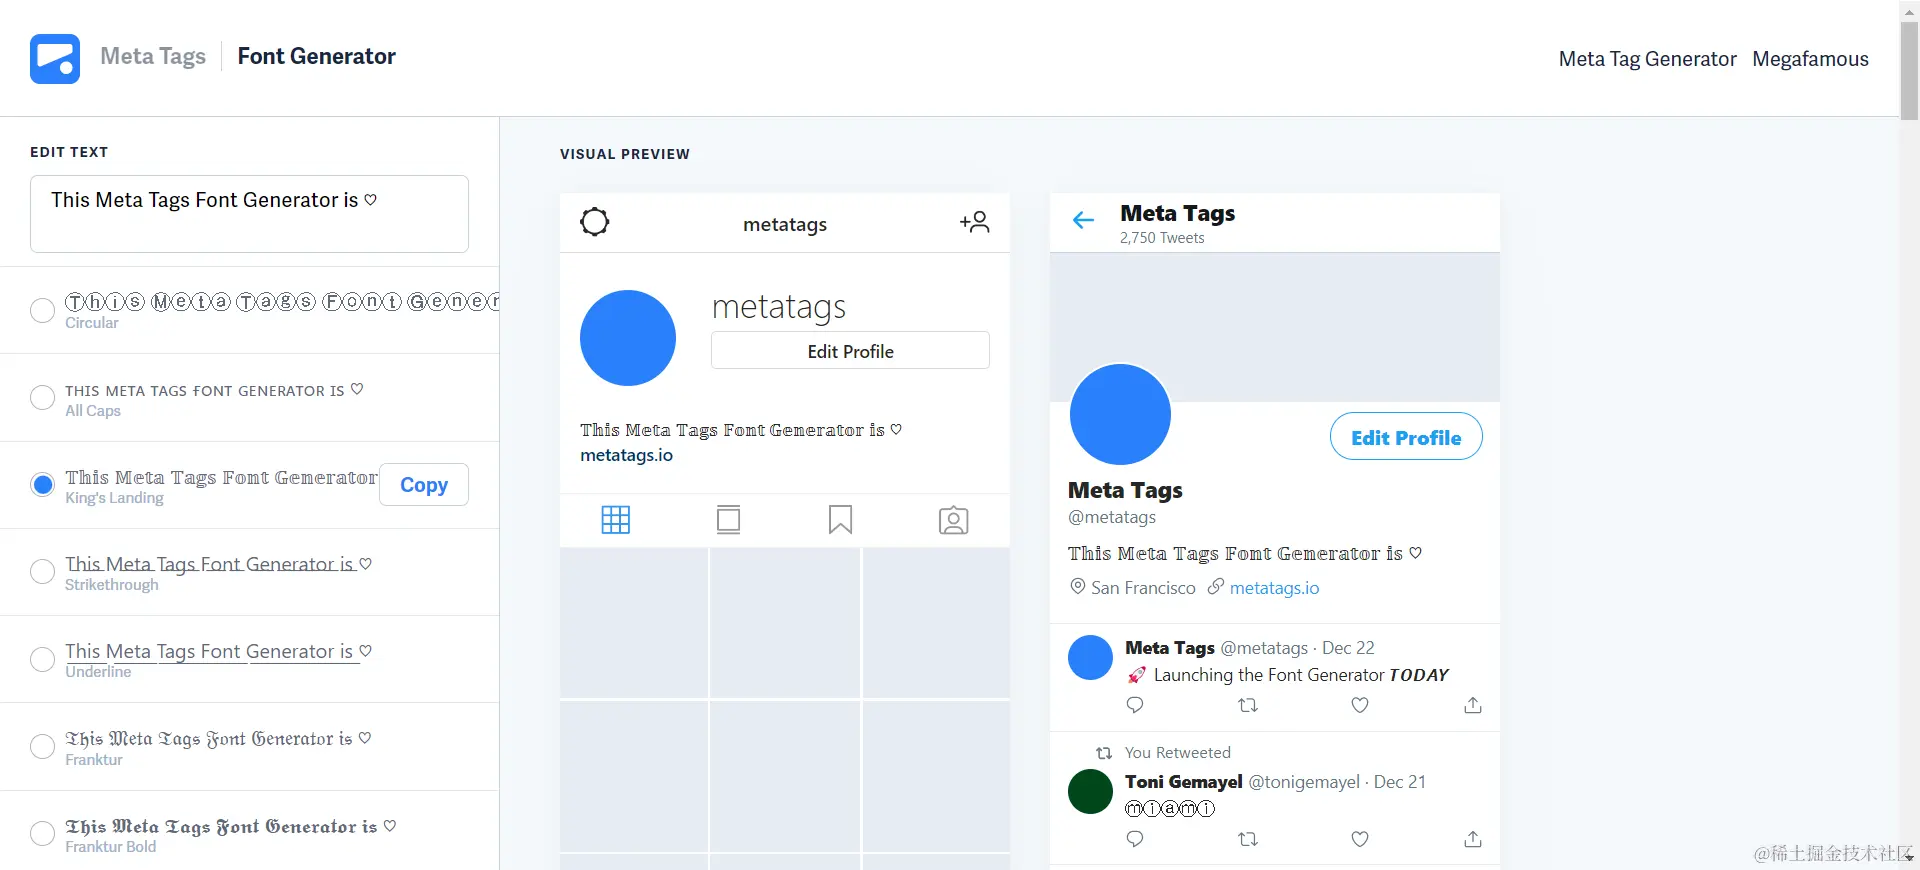 Meta Tags
Font Generator
Meta Tag Generator
Megafamous
EDIT TEXT
This Meta Tags Font Generator is ♡
Ⓣⓗⓘⓢ Ⓜⓔⓣⓐ Ⓣⓐⓖⓢ Ⓕⓞⓝⓣ Ⓖⓔⓝⓔⓡ
Circular
ᴛʜɪs ᴍᴇᴛᴀ ᴛᴀɢs ғᴏɴᴛ ɢᴇɴᴇʀᴀᴛᴏʀ ɪs ♡
All Caps
𝕋𝕙𝕚𝕤 𝕄𝕖𝕥𝕒 𝕋𝕒𝕘𝕤 𝔽𝕠𝕟𝕥 𝔾𝕖𝕟𝕖𝕣𝕒𝕥𝕠𝕣
King's Landing
Copy
This Meta Tags Font Generator is ♡
Strikethrough
This Meta Tags Font Generator is ♡
Underline
𝔗𝔥𝔦𝔰 𝔐𝔢𝔱𝔞 𝔗𝔞𝔤𝔰 𝔉𝔬𝔫𝔱 𝔊𝔢𝔫𝔢𝔯𝔞𝔱𝔬𝔯 𝔦𝔰 ♡
Franktur
𝕿𝖍𝖎𝖘 𝕸𝖊𝖙𝖆 𝕿𝖆𝖌𝖘 𝕱𝖔𝖓𝖙 𝕲𝖊𝖓𝖊𝖗𝖆𝖙𝖔𝖗 𝖎𝖘 ♡
Franktur Bold
VISUAL PREVIEW
metatags
metatags
Edit Profile
𝕋𝕙𝕚𝕤 𝕄𝕖𝕥𝕒 𝕋𝕒𝕘𝕤 𝔽𝕠𝕟𝕥 𝔾𝕖𝕟𝕖𝕣𝕒𝕥𝕠𝕣 𝕚𝕤 ♡
metatags.io
Meta Tags
2,750 Tweets
Edit Profile
Meta Tags
@metatags
𝕋𝕙𝕚𝕤 𝕄𝕖𝕥𝕒 𝕋𝕒𝕘𝕤 𝔽𝕠𝕟𝕥 𝔾𝕖𝕟𝕖𝕣𝕒𝕥𝕠𝕣 𝕚𝕤 ♡
San Francisco metatags.io
Meta Tags @metatags · Dec 22
🚀 Launching the Font Generator 𝙏𝙊𝘿𝘼𝙔
You Retweeted
Toni Gemayel @tonigemayel · Dec 21
ⓜⓘⓐⓜⓘ
@稀土掘金技术社区